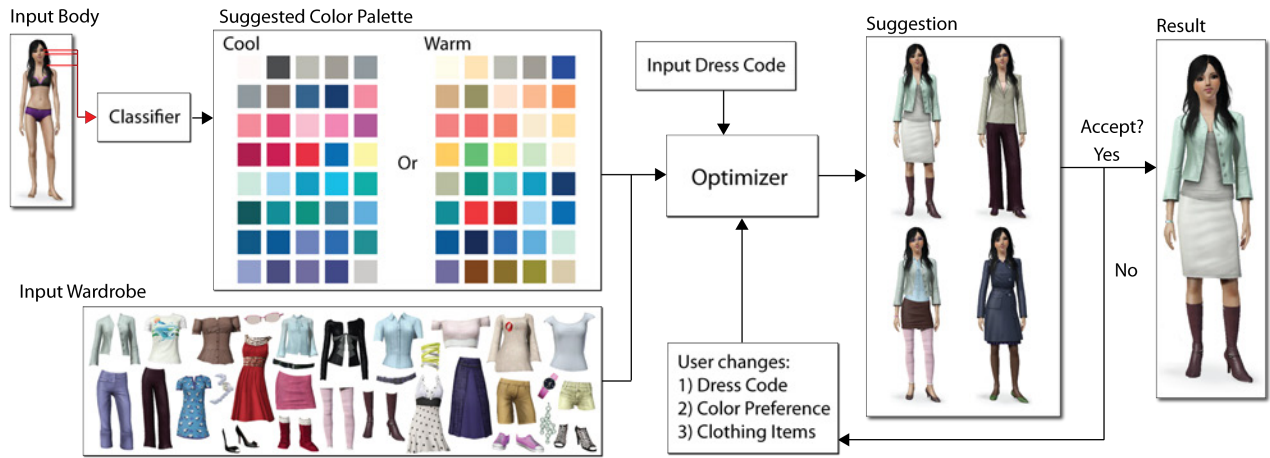 Input Body
Suggested Color Palette
Cool
Warm
Or
Classifier
Input Dress Code
Optimizer
Suggestion
Result
Accept?
Yes
No
Input Wardrobe
User changes:
1) Dress Code
2) Color Preference
3) Clothing Items